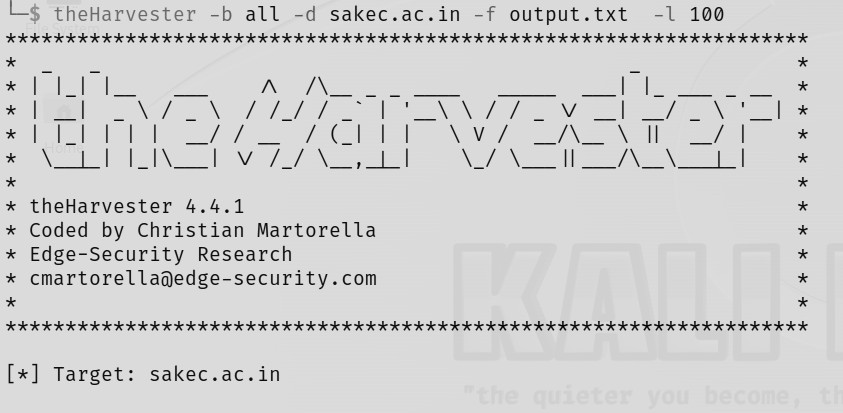 └─$ theHarvester -b all -d sakec.ac.in -f output.txt  -l 100
*******************************************************************
*  _   _                                            _             *
* | |_| |__   ___    /\  /\__ _ _ ____   _____  ___| |_ ___ _ __  *
* | __|  _ \ / _ \  / /_/ / _` | '__\ \ / / _ \/ __| __/ _ \ '__| *
* | |_| | | |  __/ / __  / (_| | |   \ V /  __/\__ \ ||  __/ |    *
*  \__|_| |_|\___| \/ /_/ \__,_|_|    \_/ \___||___/\__\___|_|    *
*                                                                 *
* theHarvester 4.4.1                                              *
* Coded by Christian Martorella                                   *
* Edge-Security Research                                          *
* cmartorella@edge-security.com                                   *
*                                                                 *
*******************************************************************
[*] Target: sakec.ac.in
KALI
"the quieter you become, th